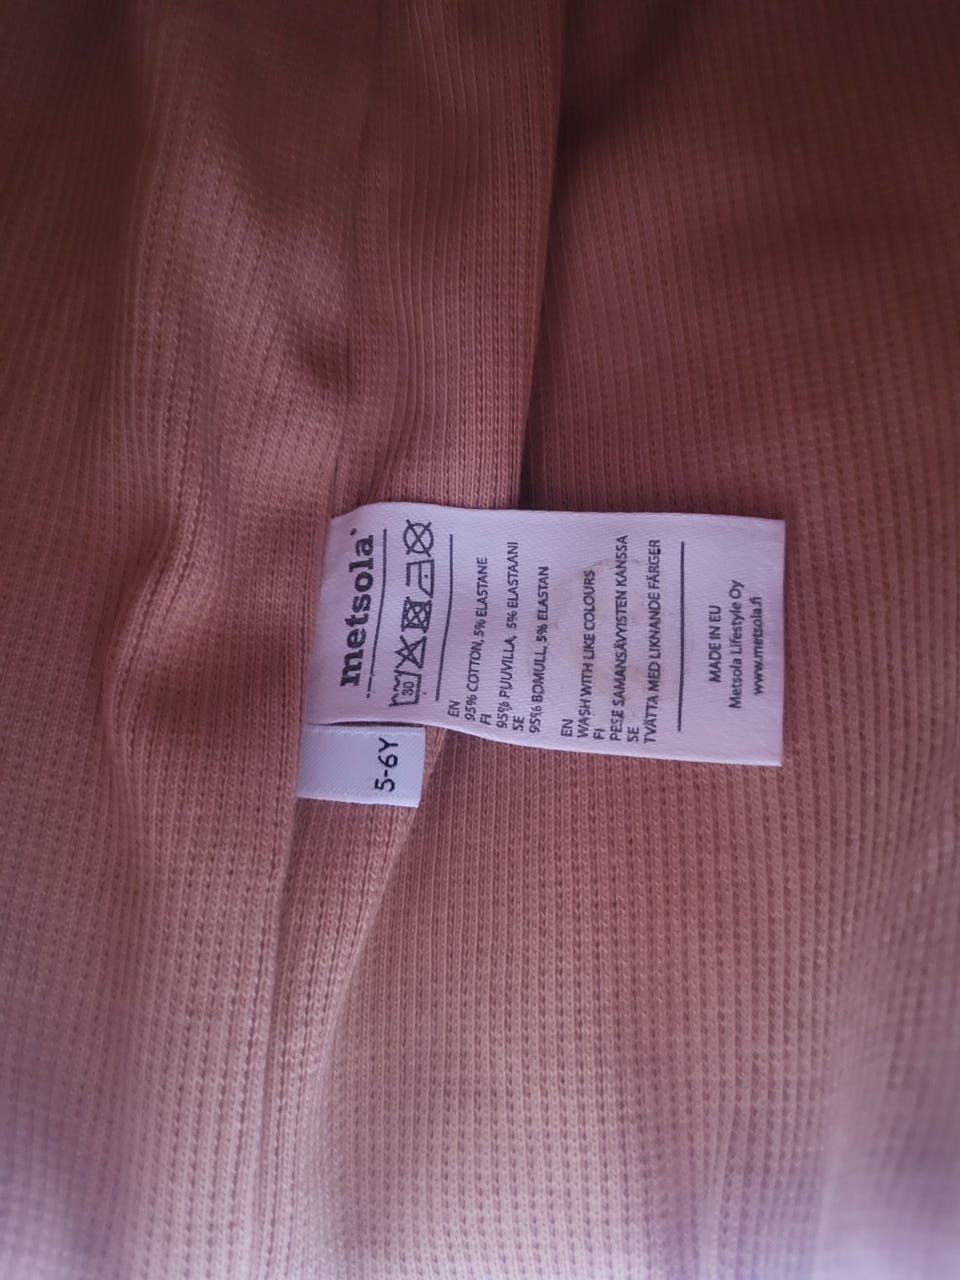 metsola
30
EN
95% COTTON, 5% ELASTANE
FI
95% PUUVILLA, 5% ELASTAANI
SE
95% BOMULL, 5% ELASTAN
EN
WASH WITH LIKE COLOURS
FI
PESE SAMANSÄVYISTEN KANSSA
SE
TVÄTTA MED LIKNANDE FÄRGER
MADE IN EU
Metsola Lifestyle Oy
www.metsola.fi
5-6Y